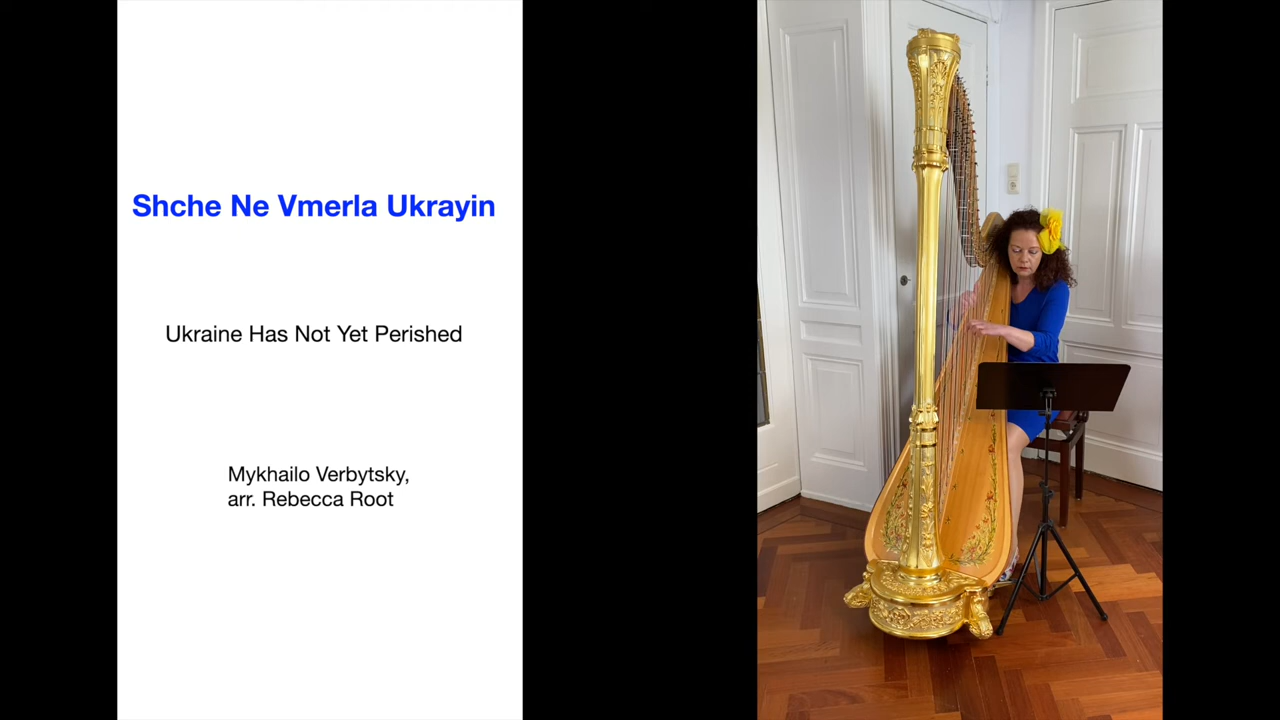 Shche Ne Vmerla Ukrayin
Ukraine Has Not Yet Perished
Mykhailo Verbytsky,
arr. Rebecca Root